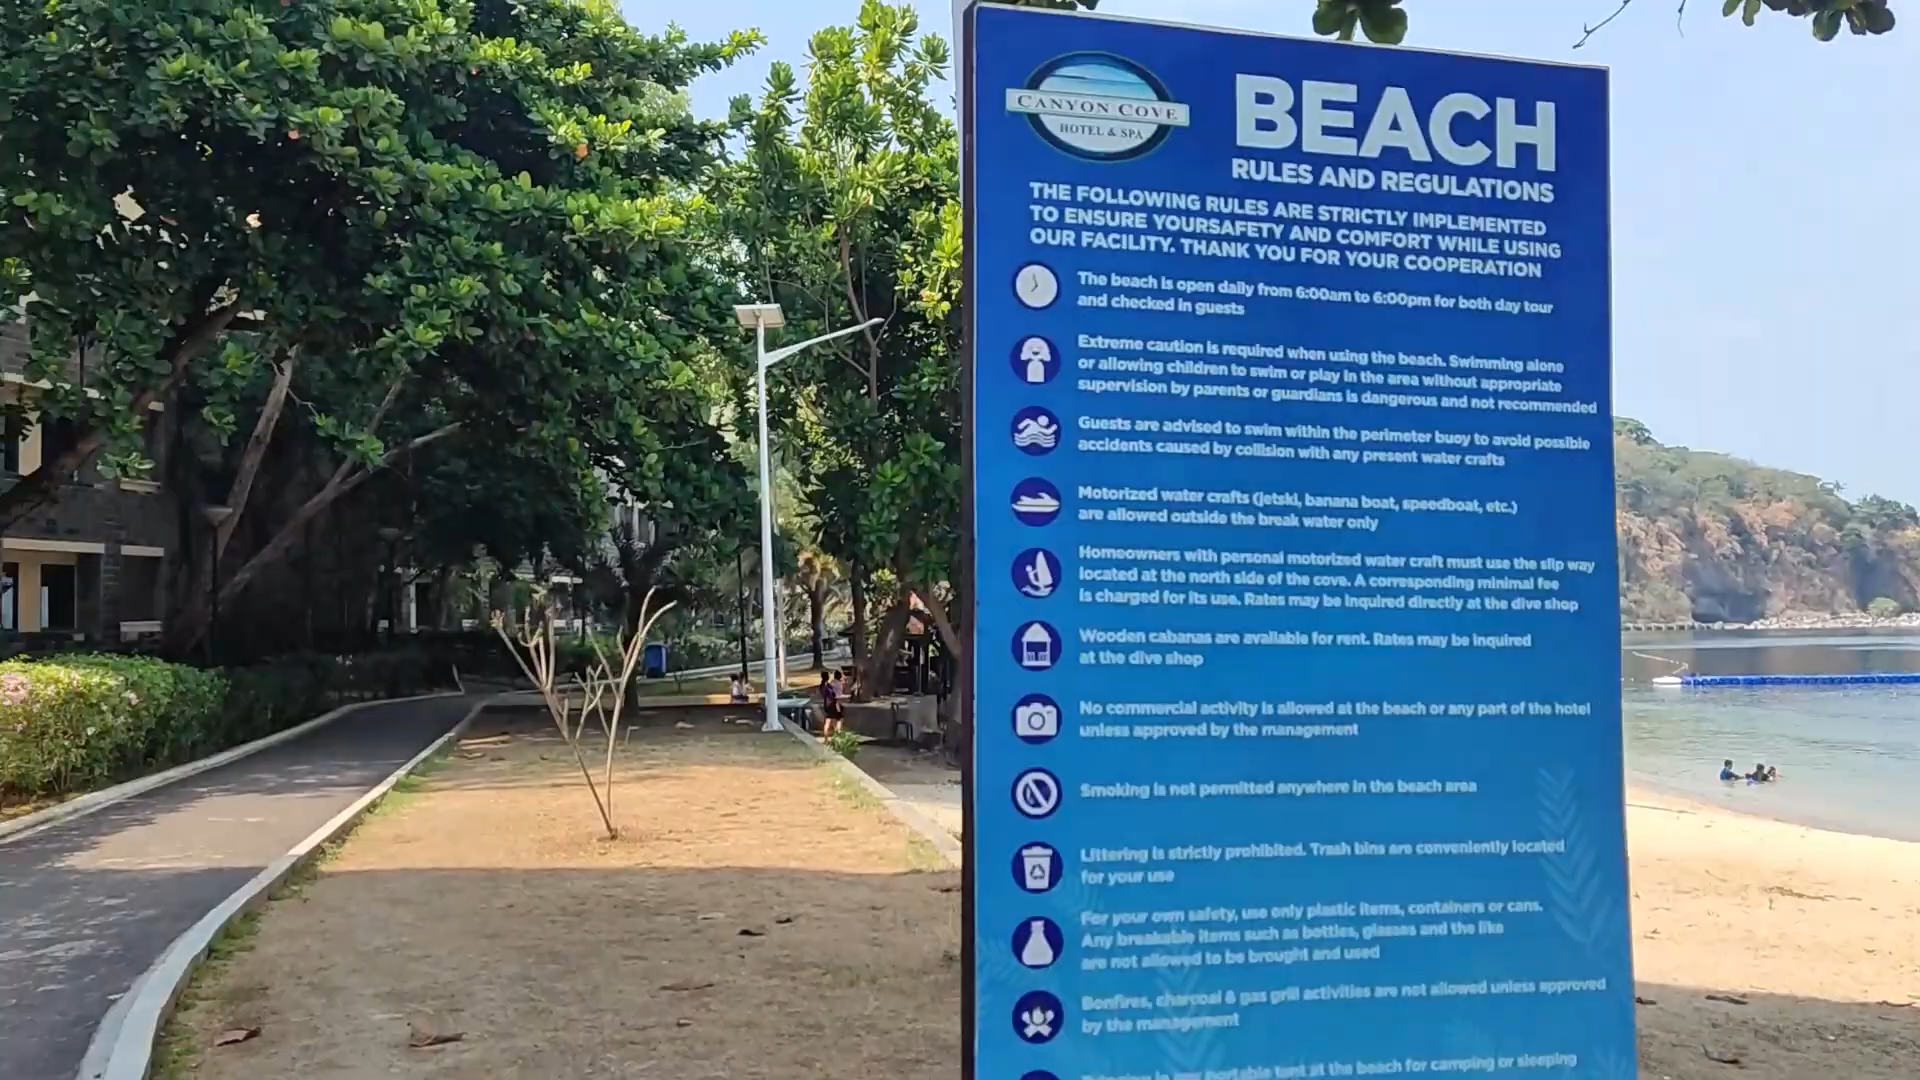 CANYON COVE
HOTEL & SPA
BEACH
RULES AND REGULATIONS
THE FOLLOWING RULES ARE STRICTLY IMPLEMENTED
TO ENSURE YOURSAFETY AND COMFORT WHILE USING
OUR FACILITY. THANK YOU FOR YOUR COOPERATION
The beach is open daily from 6:00am to 6:00pm for both day tour
and checked in guests
Extreme caution is required when using the beach. Swimming alone
or allowing children to swim or play in the area without appropriate
supervision by parents or guardians is dangerous and not recommended
Guests are advised to swim within the perimeter buoy to avoid possible
accidents caused by collision with any present water crafts
Motorized water crafts (jetski, banana boat, speedboat, etc.)
are allowed outside the break water only
Homeowners with personal motorized water craft must use the slip way
located at the north side of the cove. A corresponding minimal fee
is charged for its use. Rates may be inquired directly at the dive shop
Wooden cabanas are available for rent. Rates may be inquired
at the dive shop
No commercial activity is allowed at the beach or any part of the hotel
unless approved by the management
Smoking is not permitted anywhere in the beach area
Littering is strictly prohibited. Trash bins are conveniently located
for your use
For your own safety, use only plastic items, containers or cans.
Any breakable items such as bottles, glasses and the like
are not allowed to be brought and used
Bonfires, charcoal & gas grill activities are not allowed unless approved
by the management
portable tent at the beach for camping or sleeping